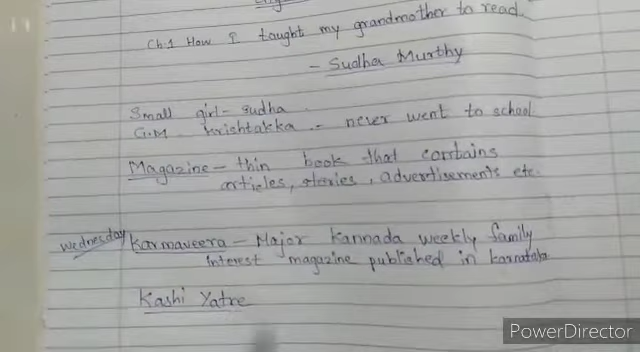 Ch.1 How I taught my grandmother to read.
- Sudha Murthy
Small girl - sudha
G.M krishtakka - never went to school
Magazine - thin book that contains
articles, stories, advertisements etc.
Wednesday Karmaveera - Major Kannada weekly family
interest magazine published in Karnataka
Kashi Yatre
PowerDirector